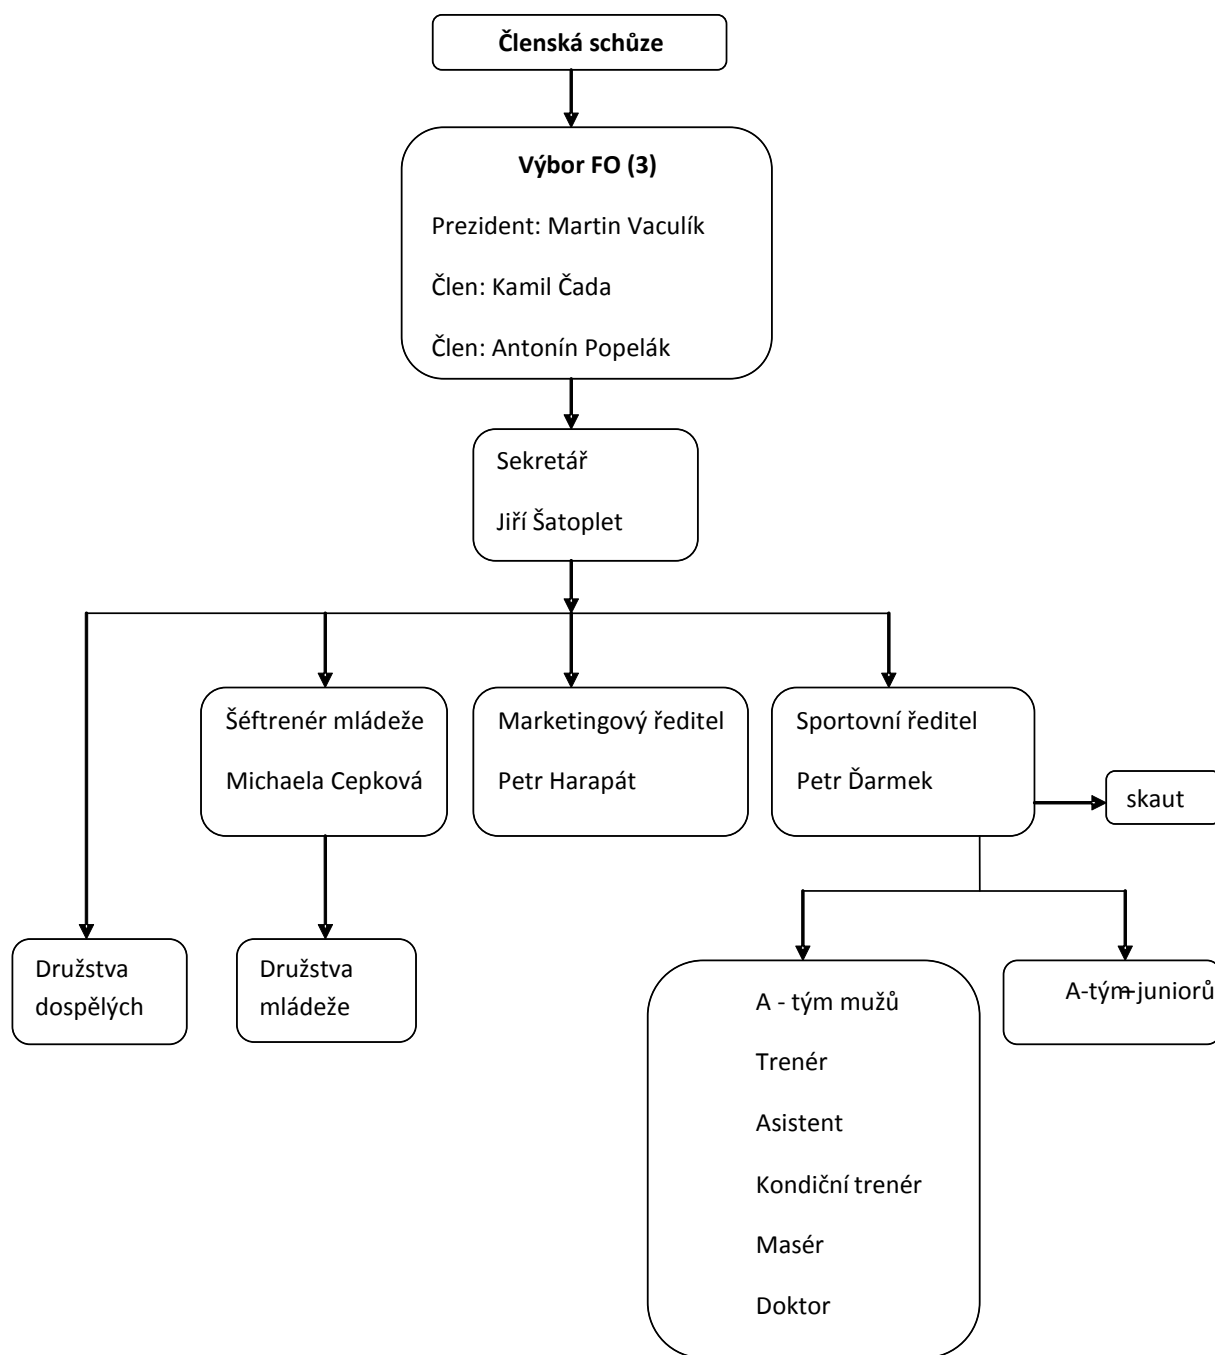 Členská schůze
Výbor FO (3)
Prezident: Martin Vaculík
Člen: Kamil Čada
Člen: Antonín Popelák
Sekretář
Jiří Šatoplet
Šéftrenér mládeže
Michaela Cepková
Marketingový ředitel
Petr Harapát
Sportovní ředitel
Petr Ďarmek
skaut
Družstva
dospělých
Družstva
mládeže
A - tým mužů
Trenér
Asistent
Kondiční trenér
Masér
Doktor
A-tým juniorů